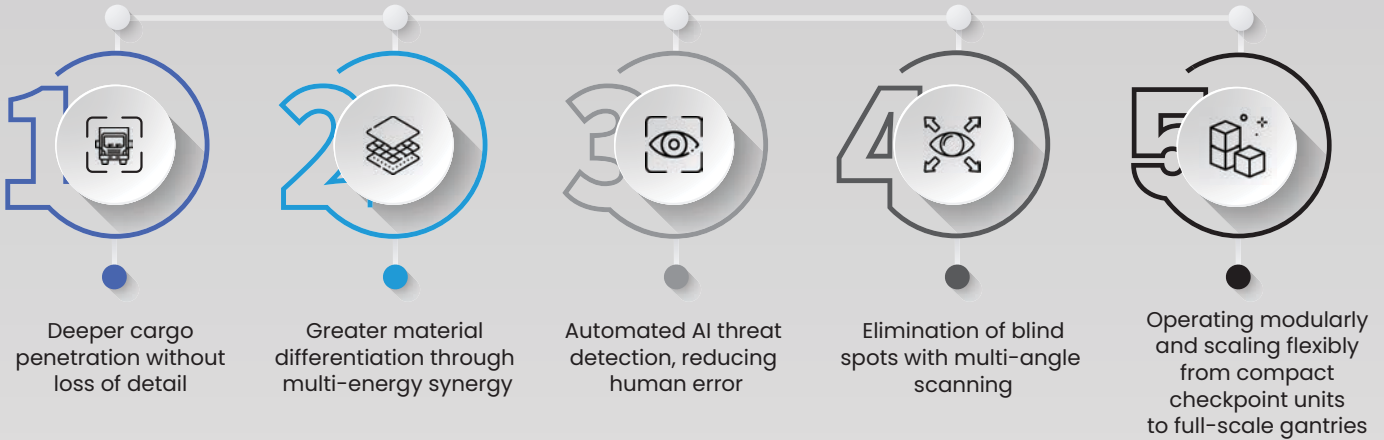 1
Deeper cargo
penetration without
loss of detail
2
Greater material
differentiation through
multi-energy synergy
3
Automated AI threat
detection, reducing
human error
4
Elimination of blind
spots with multi-angle
scanning
5
Operating modularly
and scaling flexibly
from compact
checkpoint units
to full-scale gantries